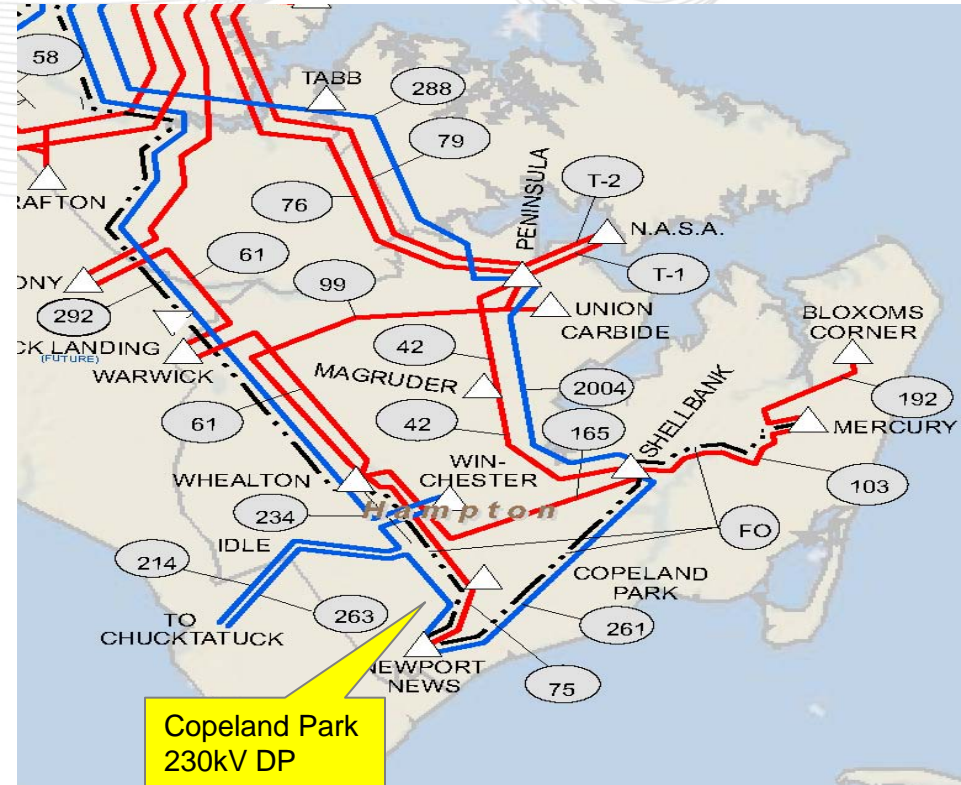 58
TABB
288
79
RAFTON
76
PENINSULA
T-2
N.A.S.A.
T-1
61
ONY
99
292
UNION
CARBIDE
BLOXOMS
CORNER
CK LANDING
(FUTURE)
WARWICK
42
MAGRUDER
2004
192
61
42
165
SHELLBANK
MERCURY
WHEALTON
WIN-
CHESTER
103
234
Hampton
IDLE
FO
214
COPELAND
PARK
263
TO
CHUCKTATUCK
261
NEWPORT
NEWS
75
Copeland Park
230kV DP